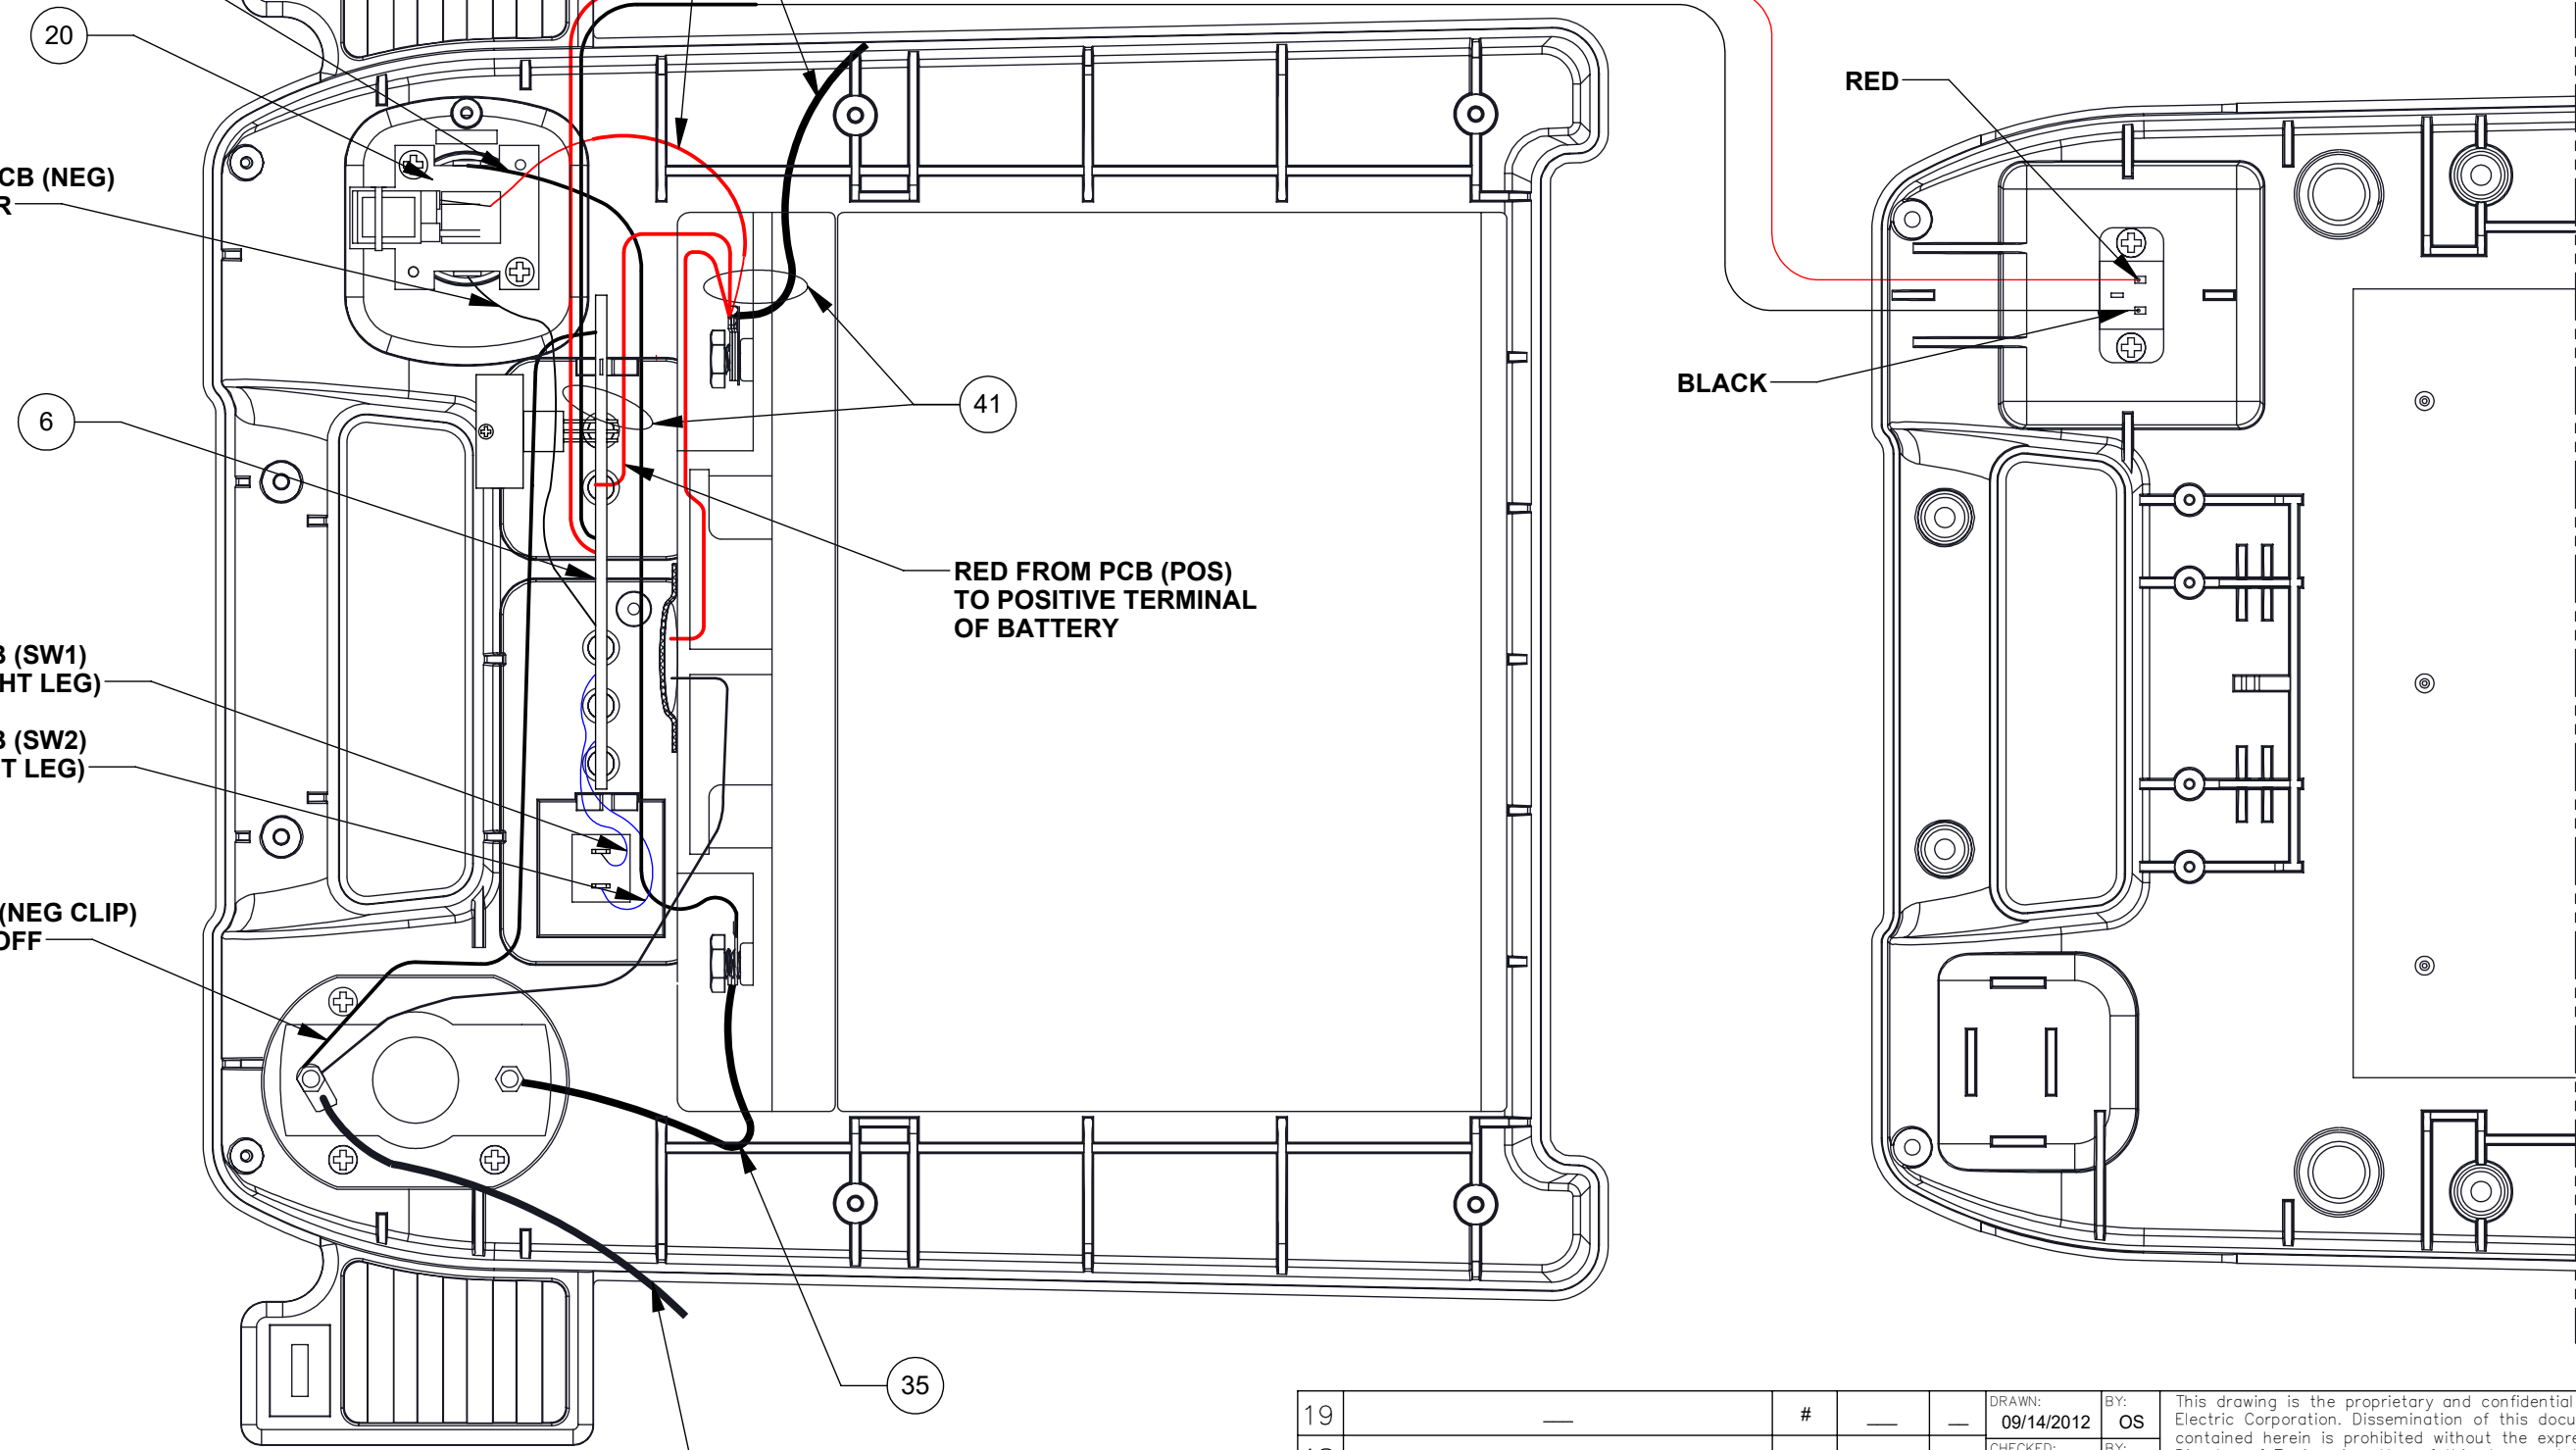 20
RED
CB (NEG)
R
BLACK
41
6
RED FROM PCB (POS)
TO POSITIVE TERMINAL
OF BATTERY
B (SW1)
HT LEG)
B (SW2)
T LEG)
(NEG CLIP)
OFF
35
19 — # — —
DRAWN: BY:
09/14/2012 OS
CHECKED: BY:
This drawing is the proprietary and confidential
Electric Corporation. Dissemination of this docu
contained herein is prohibited without the expre